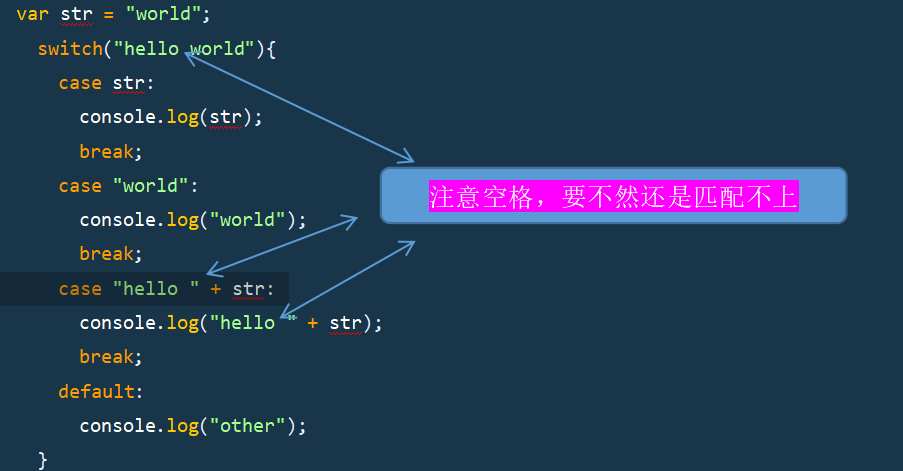 var str = "world";
switch("hello world"){
case str:
console.log(str);
break;
case "world":
console.log("world");
break;
case "hello " + str:
console.log("hello " + str);
break;
default:
console.log("other");
}
注意空格，要不然还是匹配不上